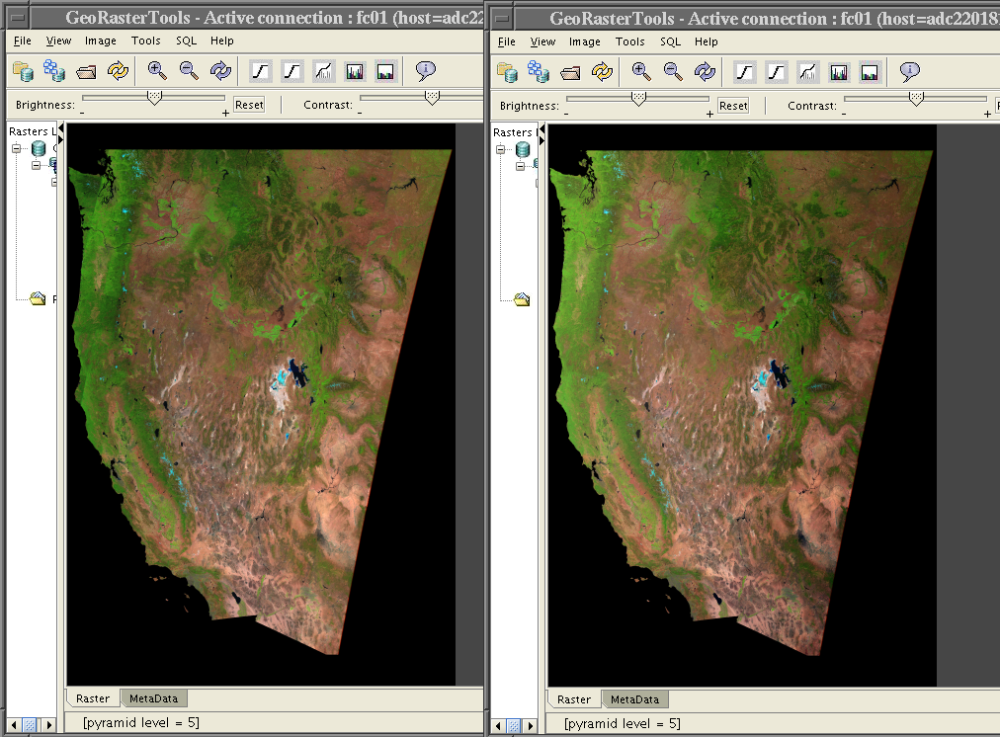 GeoRasterTools - Active connection : fc01 (host=adc22
File View Image Tools SQL Help
Brightness: - + Reset Contrast: -
Rasters L
Raster MetaData
[pyramid level = 5]
GeoRasterTools - Active connection : fc01 (host=adc22018
File View Image Tools SQL Help
Brightness: - + Reset Contrast: - +
Rasters
Raster MetaData
[pyramid level = 5]